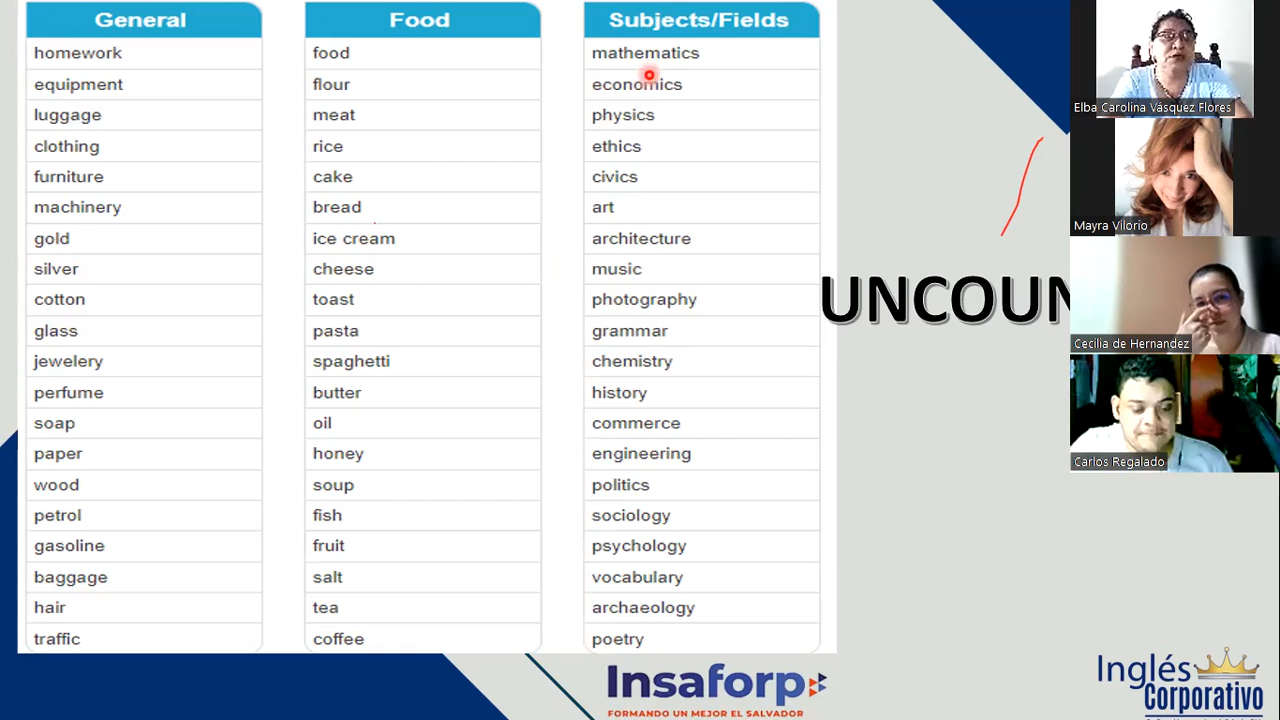 General
homework
equipment
luggage
clothing
furniture
machinery
gold
silver
cotton
glass
jewelery
perfume
soap
paper
wood
petrol
gasoline
baggage
hair
traffic
Food
food
flour
meat
rice
cake
bread
ice cream
cheese
toast
pasta
spaghetti
butter
oil
honey
soup
fish
fruit
salt
tea
coffee
Subjects/Fields
mathematics
economics
physics
ethics
civics
art
architecture
music
photography
grammar
chemistry
history
commerce
engineering
politics
sociology
psychology
vocabulary
archaeology
poetry
UNCOUN
Elba Carolina Vásquez Flores
Mayra Vilorio
Cecilia de Hernandez
Carlos Regalado
Insaforp
FORMANDO UN MEJOR EL SALVADOR
Inglés
Corporativo